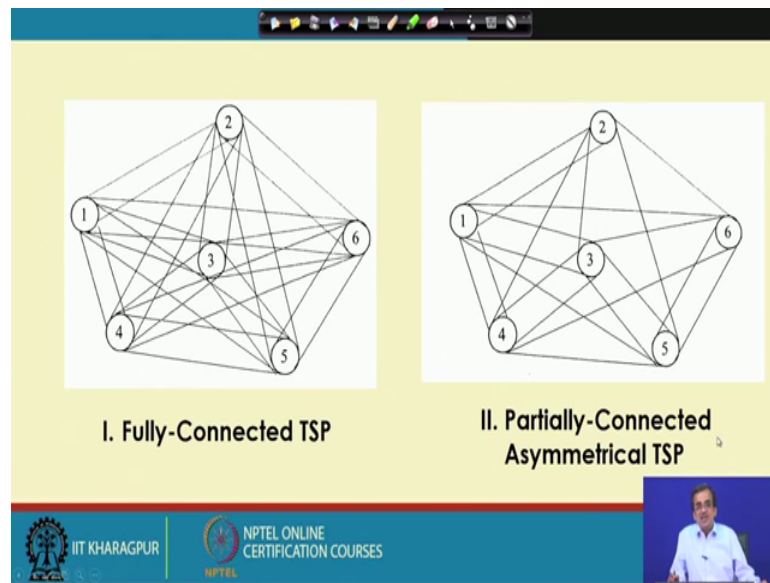 2
1
6
3
4
5
2
1
6
3
4
5
I. Fully-Connected TSP
II. Partially-Connected
Asymmetrical TSP
IIT KHARAGPUR
NPTEL
NPTEL ONLINE
CERTIFICATION COURSES